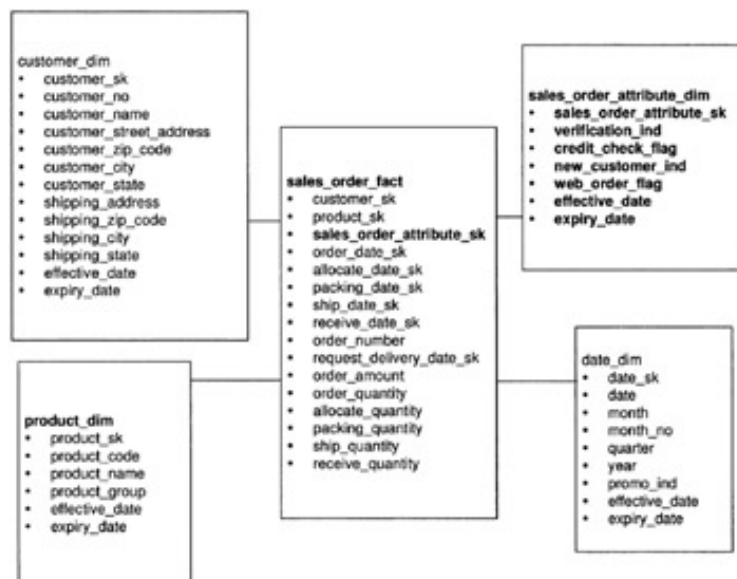 customer_dim
• customer_sk
• customer_no
• customer_name
• customer_street_address
• customer_zip_code
• customer_city
• customer_state
• shipping_address
• shipping_zip_code
• shipping_city
• shipping_state
• effective_date
• expiry_date
product_dim
• product_sk
• product_code
• product_name
• product_group
• effective_date
• expiry_date
sales_order_fact
• customer_sk
• product_sk
• sales_order_attribute_sk
• order_date_sk
• allocate_date_sk
• packing_date_sk
• ship_date_sk
• receive_date_sk
• order_number
• request_delivery_date_sk
• order_amount
• order_quantity
• allocate_quantity
• packing_quantity
• ship_quantity
• receive_quantity
sales_order_attribute_dim
• sales_order_attribute_sk
• verification_ind
• credit_check_flag
• new_customer_ind
• web_order_flag
• effective_date
• expiry_date
date_dim
• date_sk
• date
• month
• month_no
• quarter
• year
• promo_ind
• effective_date
• expiry_date